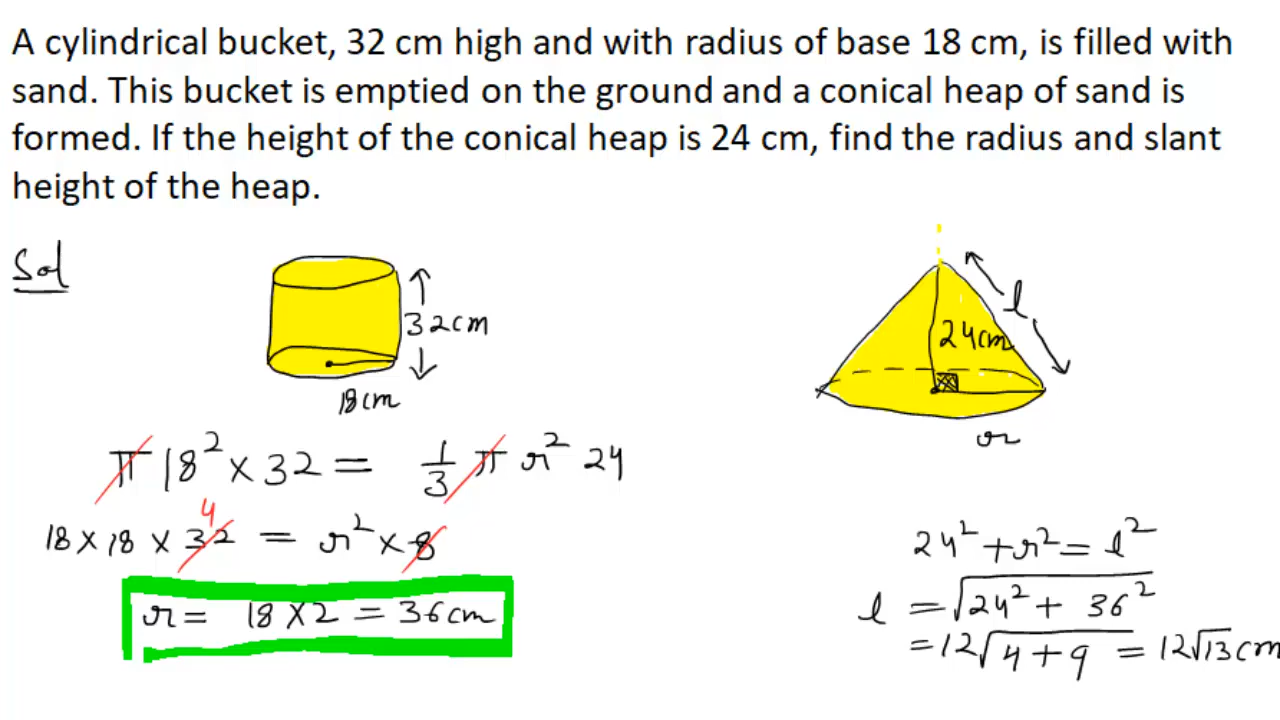 A cylindrical bucket, 32 cm high and with radius of base 18 cm, is filled with
sand. This bucket is emptied on the ground and a conical heap of sand is
formed. If the height of the conical heap is 24 cm, find the radius and slant
height of the heap.
Sol
32cm
18cm
l
24cm
r
π 18² × 32 = 1/3 π r² 24
4
18 × 18 × 32 = r² × 8
r = 18 × 2 = 36cm
24² + r² = l²
l = √(24² + 36²)
= 12√(4 + 9) = 12√13 cm